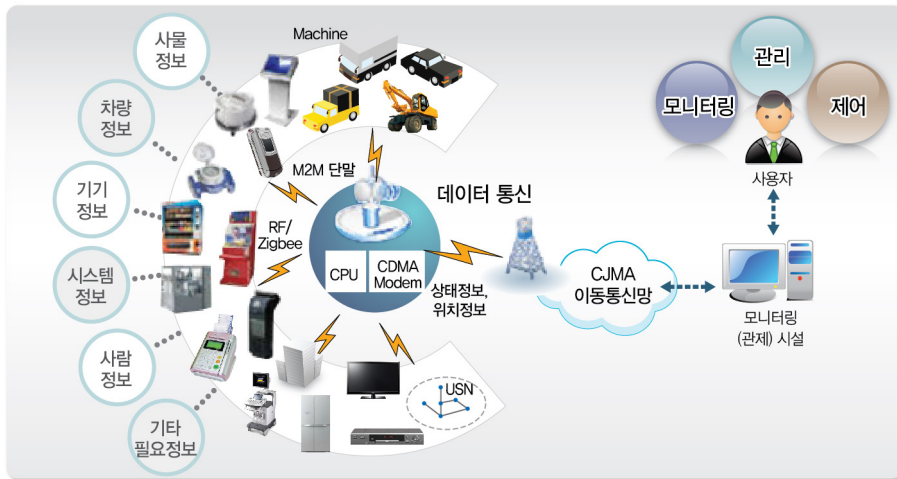 사물
정보
Machine
차량
정보
기기
정보
시스템
정보
사람
정보
기타
필요정보
M2M 단말
RF/
Zigbee
CPU
CDMA
Modem
데이터 통신
상태정보,
위치정보
USN
CJMA
이동통신망
모니터링
관리
제어
사용자
모니터링
(관제) 시설